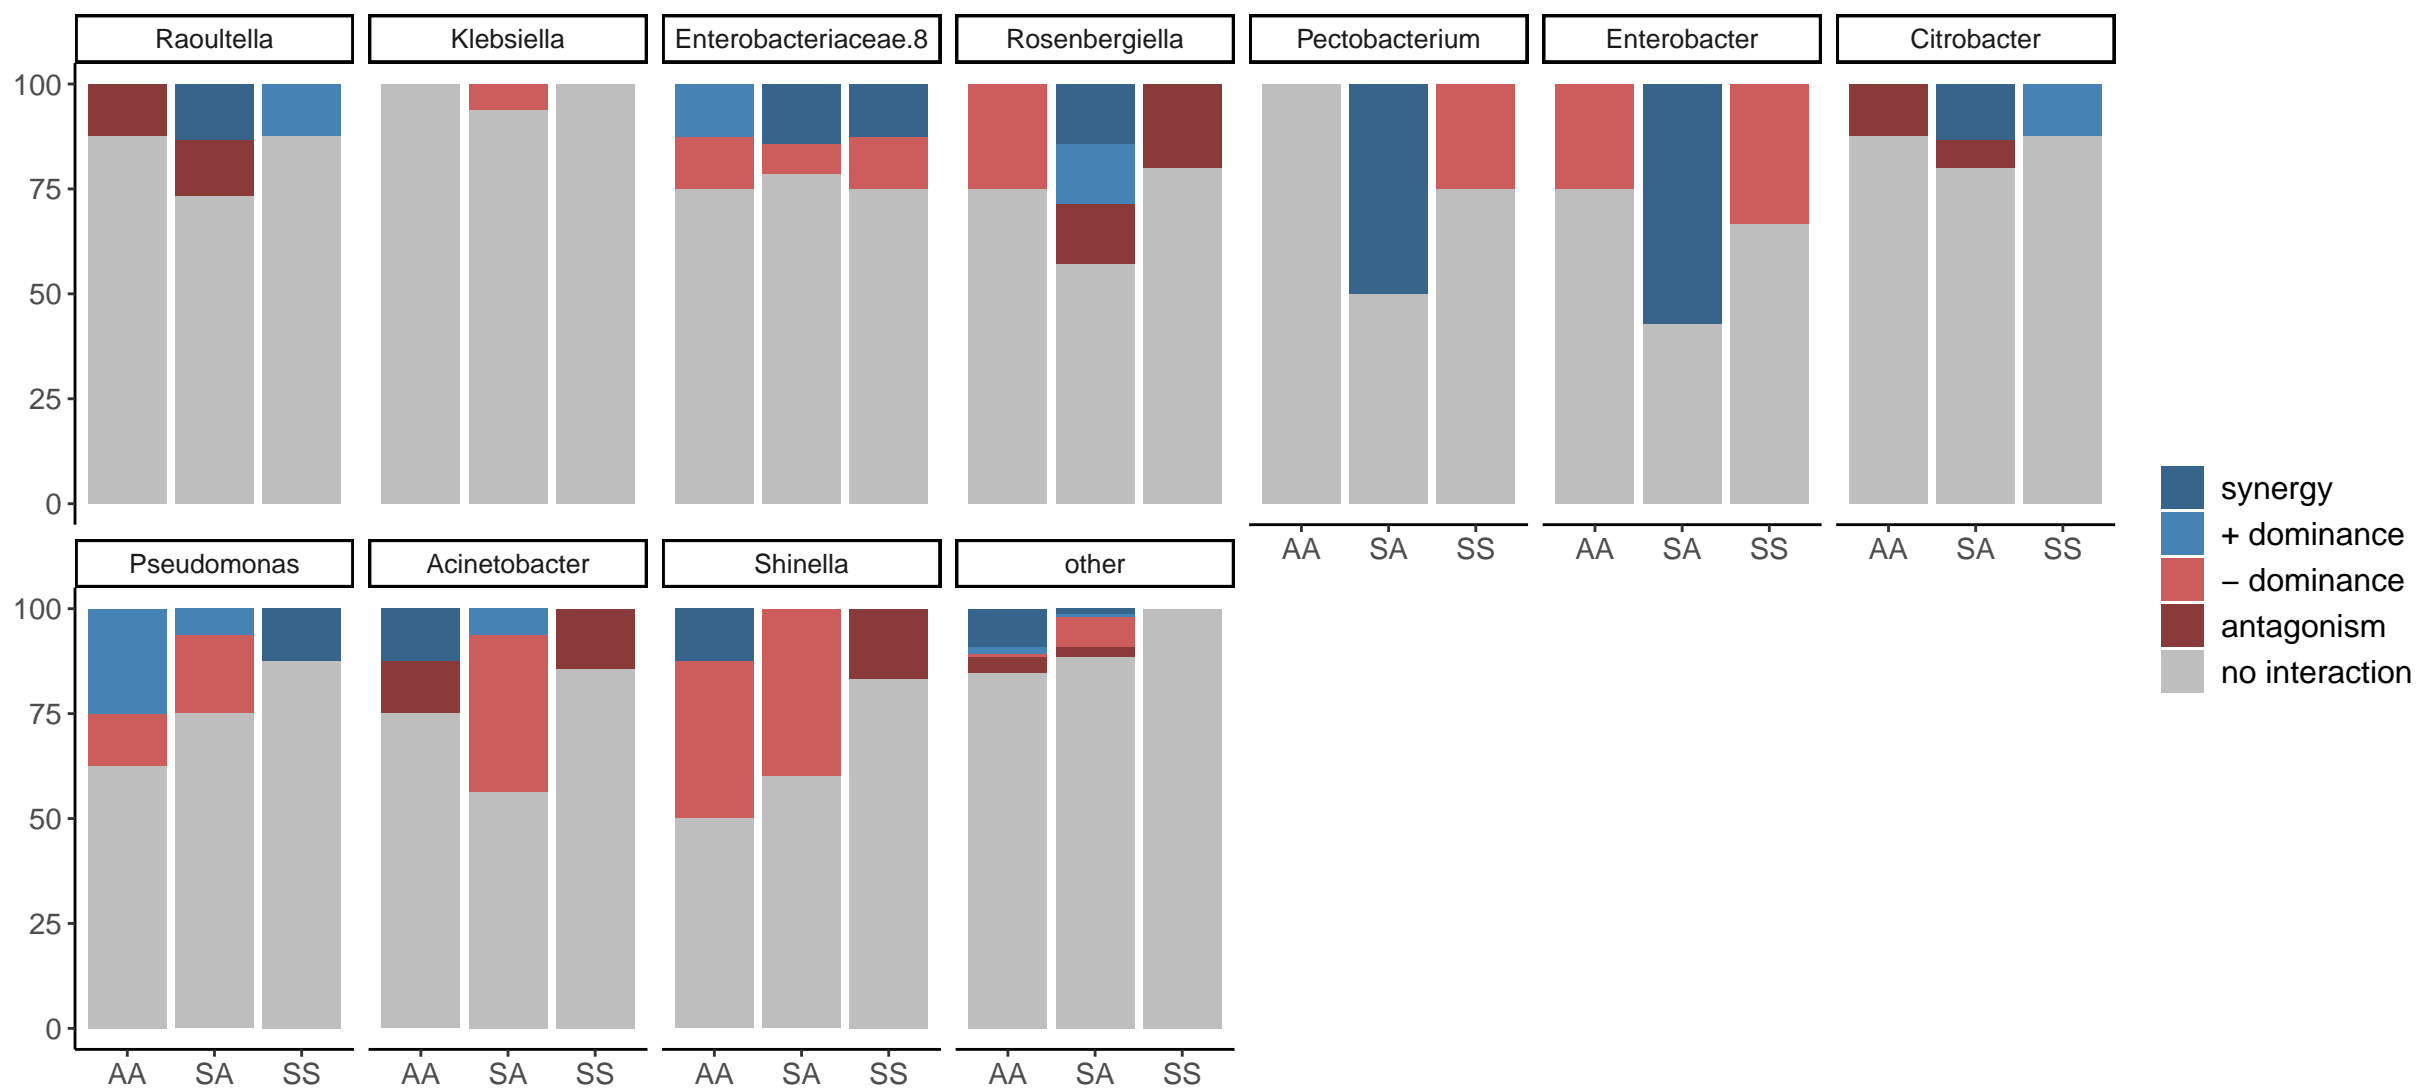 Raoultella Klebsiella Enterobacteriaceae.8 Rosenbergiella Pectobacterium Enterobacter Citrobacter
100
75
50
25
0
AA SA SS AA SA SS AA SA SS
synergy
+ dominance
− dominance
antagonism
no interaction
Pseudomonas Acinetobacter Shinella other
100
75
50
25
0
AA SA SS AA SA SS AA SA SS AA SA SS